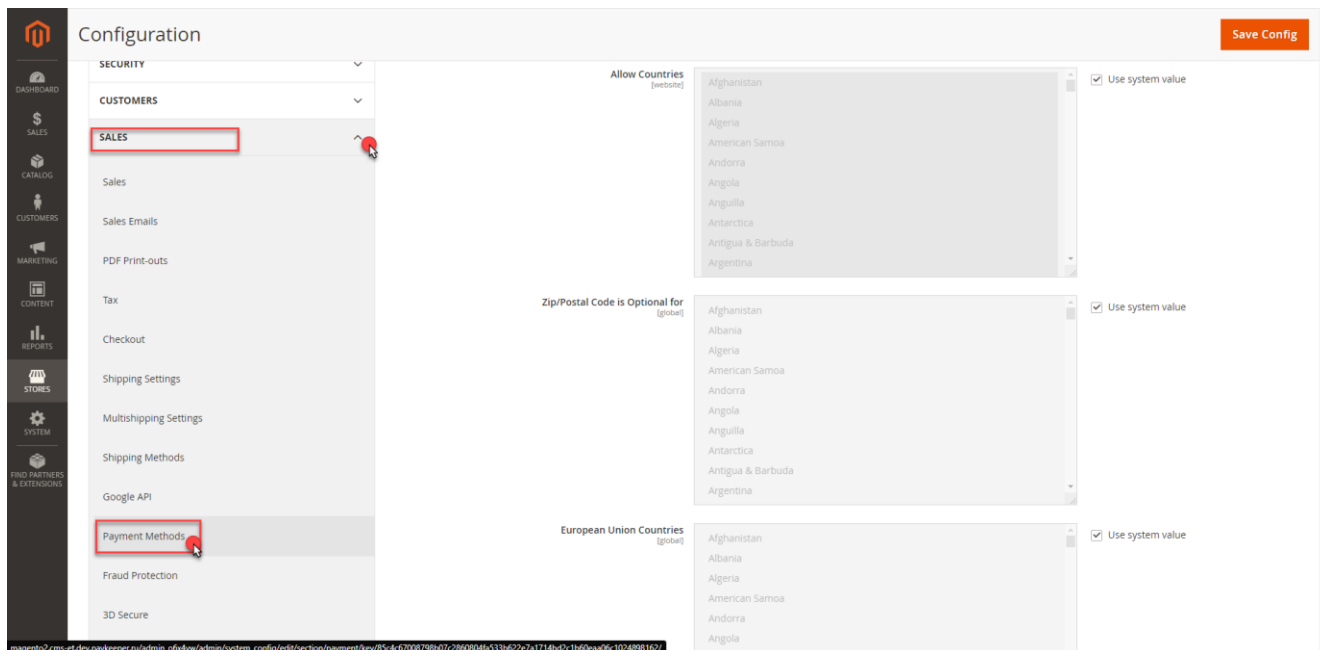 Configuration
Save Config
DASHBOARD
SALES
CATALOG
CUSTOMERS
MARKETING
CONTENT
REPORTS
STORES
SYSTEM
FIND PARTNERS
& EXTENSIONS
SECURITY
CUSTOMERS
SALES
Sales
Sales Emails
PDF Print-outs
Tax
Checkout
Shipping Settings
Multishipping Settings
Shipping Methods
Google API
Payment Methods
Fraud Protection
3D Secure
Allow Countries
[website]
Afghanistan
Albania
Algeria
American Samoa
Andorra
Angola
Anguilla
Antarctica
Antigua & Barbuda
Argentina
Use system value
Zip/Postal Code is Optional for
[global]
Afghanistan
Albania
Algeria
American Samoa
Andorra
Angola
Anguilla
Antarctica
Antigua & Barbuda
Argentina
Use system value
European Union Countries
[global]
Afghanistan
Albania
Algeria
American Samoa
Andorra
Angola
Use system value